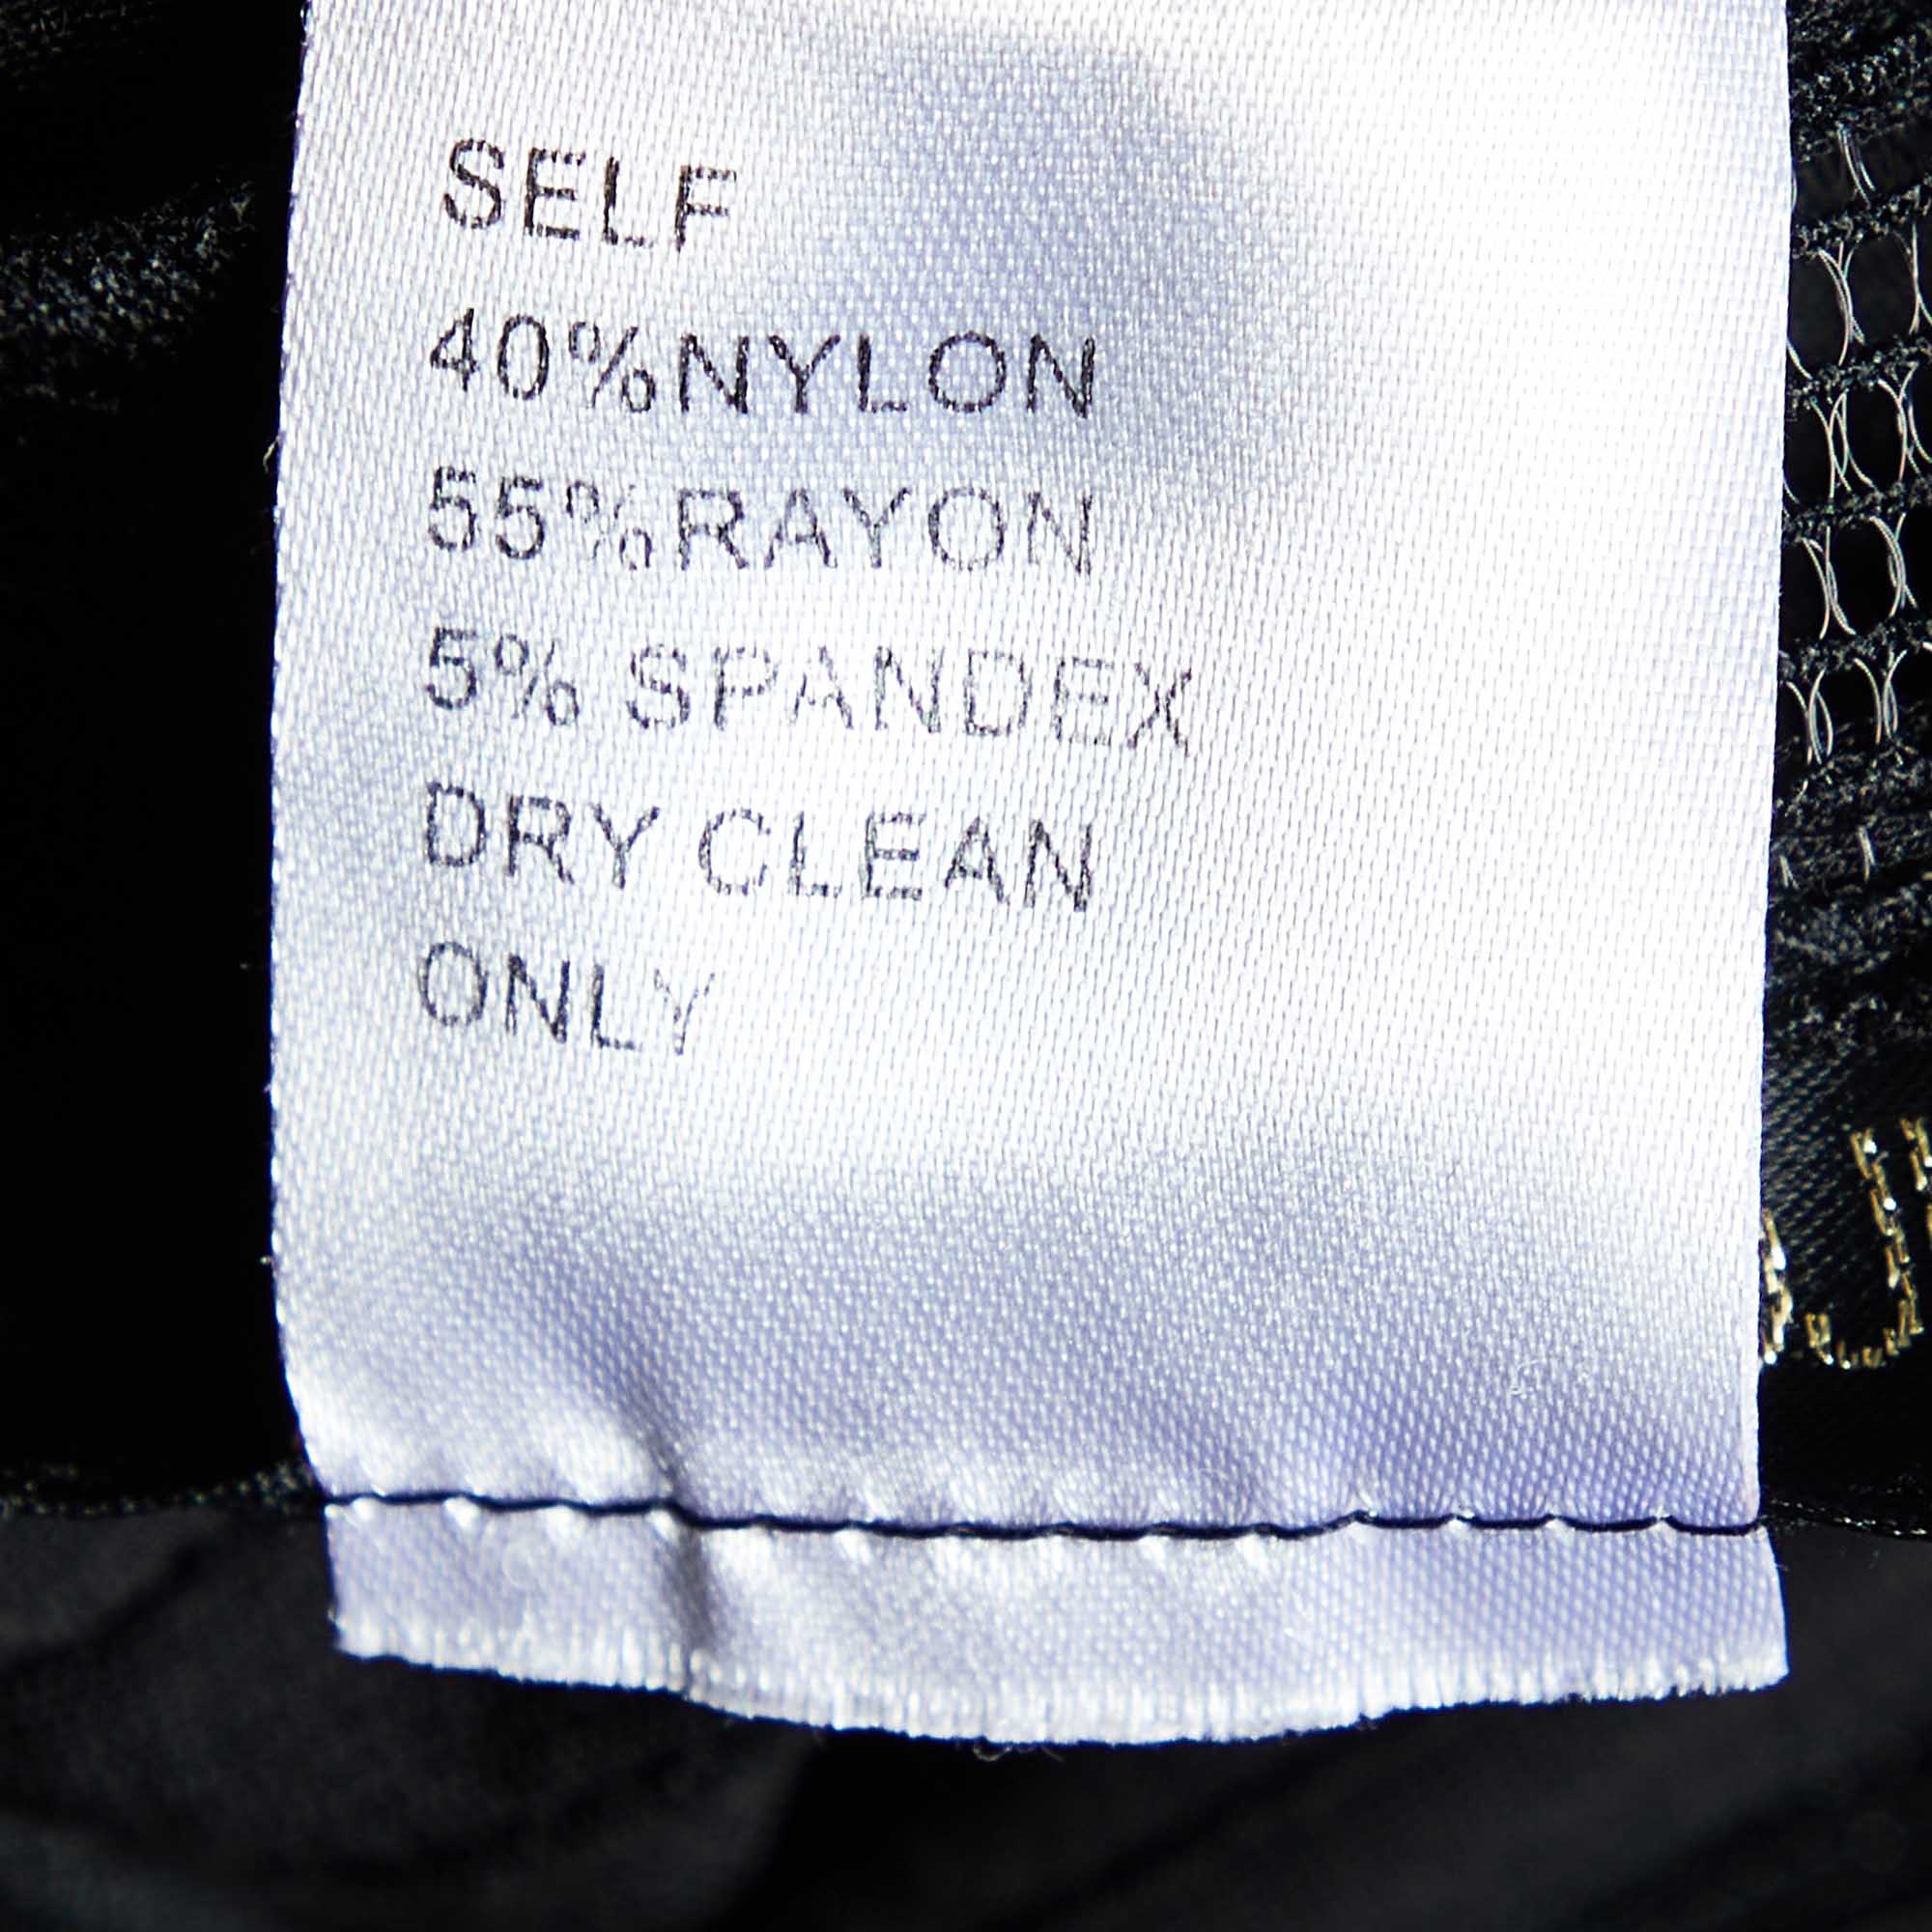 SELF
40%NYLON
55%RAYON
5% SPANDEX
DRY CLEAN
ONLY